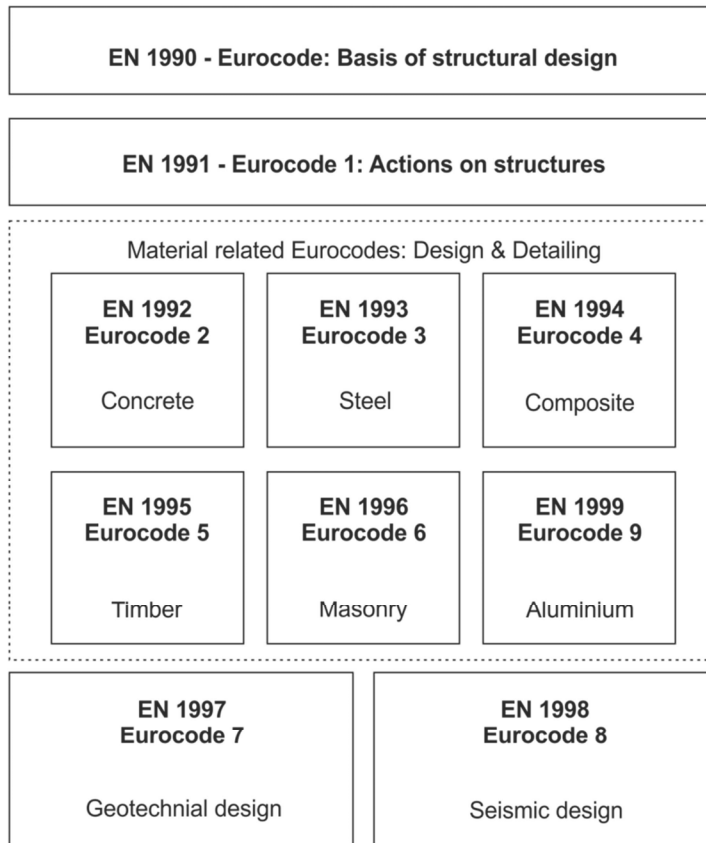 EN 1990 - Eurocode: Basis of structural design
EN 1991 - Eurocode 1: Actions on structures
Material related Eurocodes: Design & Detailing
EN 1992
Eurocode 2
Concrete
EN 1993
Eurocode 3
Steel
EN 1994
Eurocode 4
Composite
EN 1995
Eurocode 5
Timber
EN 1996
Eurocode 6
Masonry
EN 1999
Eurocode 9
Aluminium
EN 1997
Eurocode 7
Geotechnial design
EN 1998
Eurocode 8
Seismic design